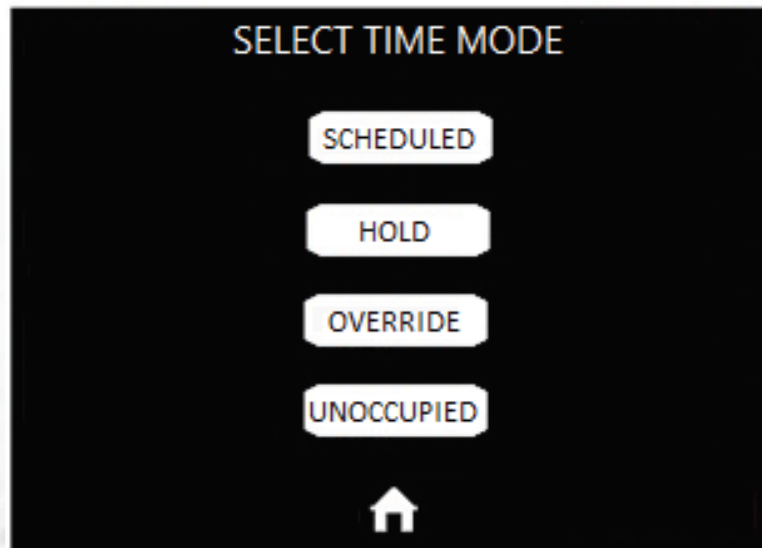 SELECT TIME MODE
SCHEDULED
HOLD
OVERRIDE
UNOCCUPIED